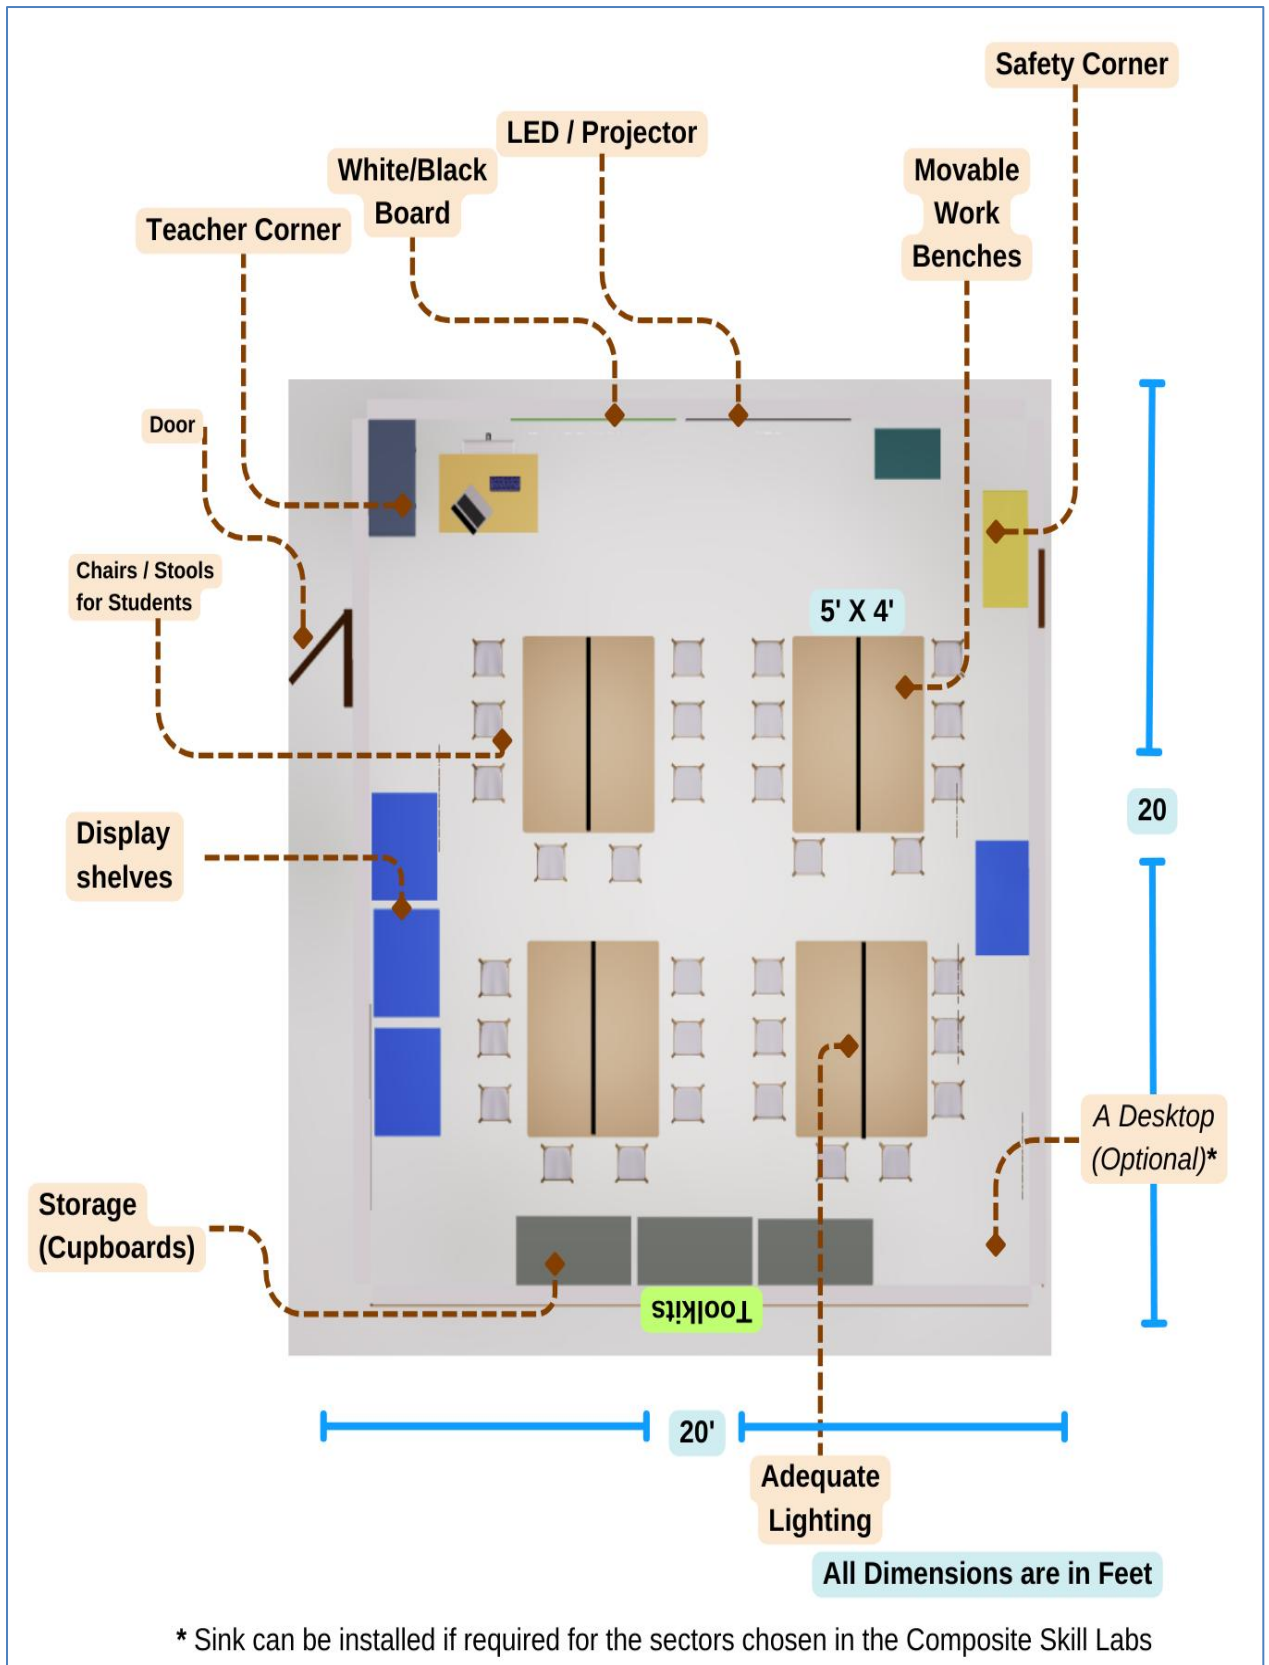 Safety Corner
LED / Projector
White/Black
Board
Movable
Work
Benches
Teacher Corner
Door
Chairs / Stools
for Students
5' X 4'
Display
shelves
20
A Desktop
(Optional)*
Storage
(Cupboards)
Toolkits
20'
Adequate
Lighting
All Dimensions are in Feet
* Sink can be installed if required for the sectors chosen in the Composite Skill Labs